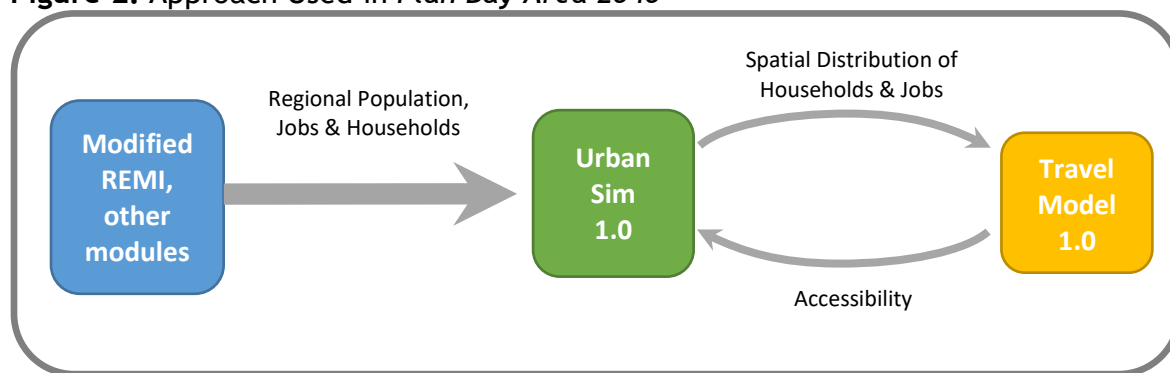 Approach Used in Plan Bay Area 2040
Regional Population,
Jobs & Households
Spatial Distribution of
Households & Jobs
Modified
REMI,
other
modules
Urban
Sim
1.0
Travel
Model
1.0
Accessibility